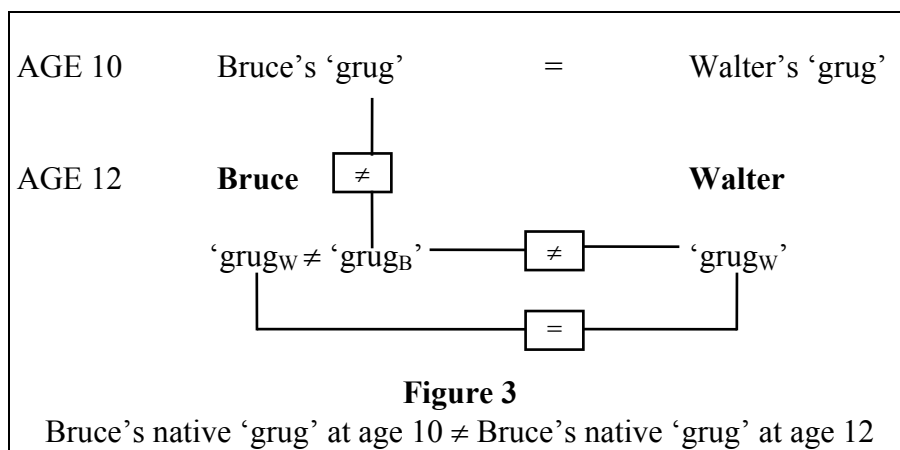 AGE 10 Bruce’s ‘grug’ = Walter’s ‘grug’
≠
AGE 12 Bruce Walter
‘grugW ≠ ‘grugB’ ≠ ‘grugW’
=
Figure 3
Bruce’s native ‘grug’ at age 10 ≠ Bruce’s native ‘grug’ at age 12